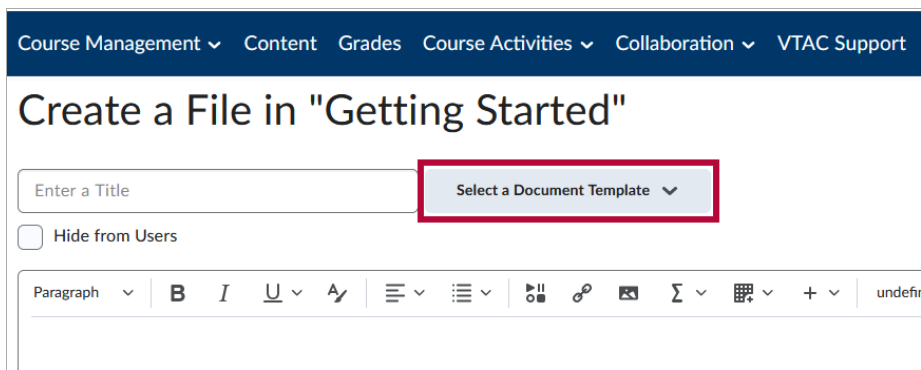 Course Management Content Grades Course Activities Collaboration VTAC Support
Create a File in "Getting Started"
Enter a Title Select a Document Template
Hide from Users
Paragraph B I U A Σ + undefin